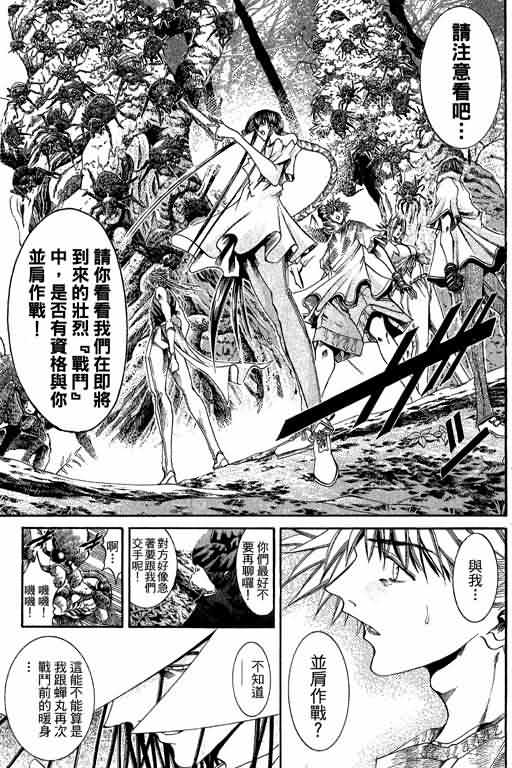 請注意看吧…
請你看看我們在即將
到來的壯烈『戰鬥』
中，是否有資格與你
並肩作戰！
與我…
並肩作戰？
你們最好不
要再聊囉！
對方好像急
著要跟我們
交手呢！
啊…
嘰嘰！
嘰嘰！
不知道
——
這能不能算是
我跟蟬丸再次
戰鬥前的暖身